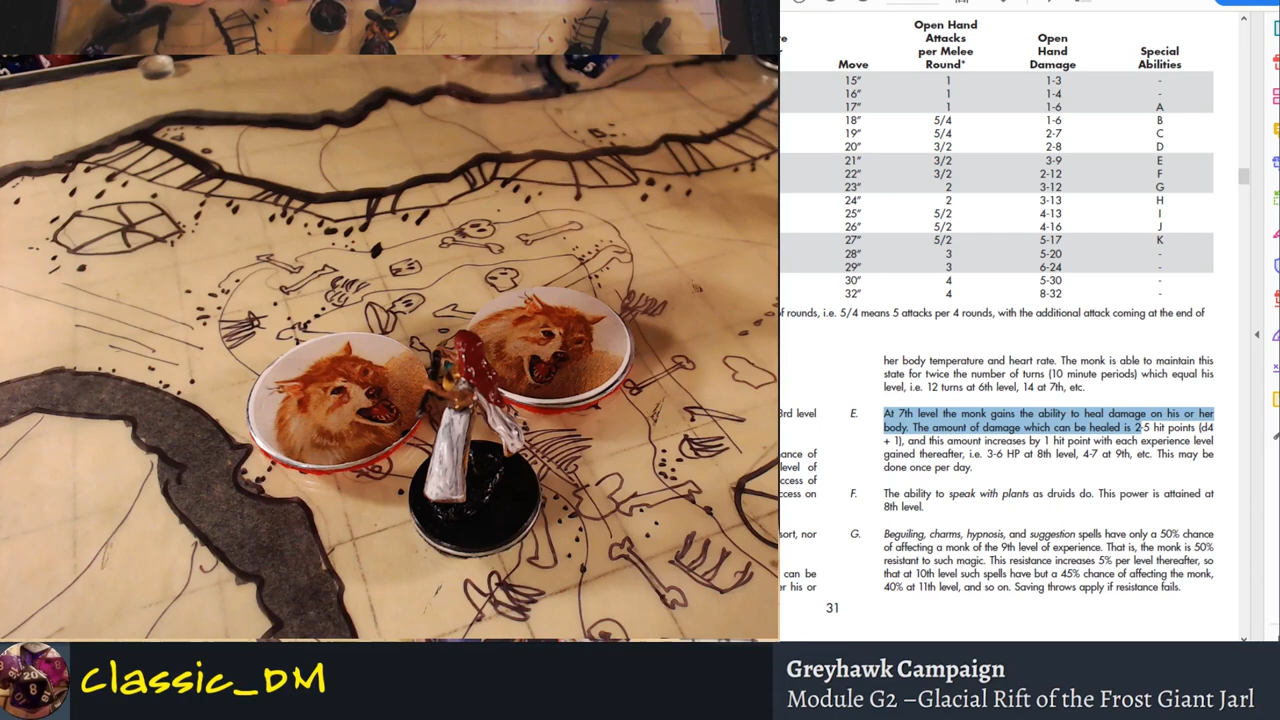 Open Hand
Attacks Open
per Melee Hand Special
Move Round* Damage Abilities
15" 1 1-3 -
16" 1 1-4 -
17" 1 1-6 A
18" 5/4 1-6 B
19" 5/4 2-7 C
20" 3/2 2-8 D
21" 3/2 3-9 E
22" 3/2 2-12 F
23" 2 3-12 G
24" 2 3-13 H
25" 5/2 4-13 I
26" 5/2 4-16 J
27" 5/2 5-17 K
28" 3 5-20 -
29" 3 6-24 -
30" 4 5-30
32" 4 8-32
of rounds, i.e. 5/4 means 5 attacks per 4 rounds, with the additional attack coming at the end of
her body temperature and heart rate. The monk is able to maintain this
state for twice the number of turns (10 minute periods) which equal his
level, i.e. 12 turns at 6th level, 14 at 7th, etc.
3rd level
E. At 7th level the monk gains the ability to heal damage on his or her
body. The amount of damage which can be healed is 2-5 hit points (d4
+ 1), and this amount increases by 1 hit point with each experience level
gained thereafter, i.e. 3-6 HP at 8th level, 4-7 at 9th, etc. This may be
done once per day.
level of
success on
F. The ability to speak with plants as druids do. This power is attained at
8th level.
sort, nor
G. Beguiling, charms, hypnosis, and suggestion spells have only a 50% chance
of affecting a monk of the 9th level of experience. That is, the monk is 50%
resistant to such magic. This resistance increases 5% per level thereafter, so
that at 10th level such spells have but a 45% chance of affecting the monk,
40% at 11th level, and so on. Saving throws apply if resistance fails.
can be
his or
31
classic_DM
Greyhawk Campaign
Module G2 –Glacial Rift of the Frost Giant Jarl